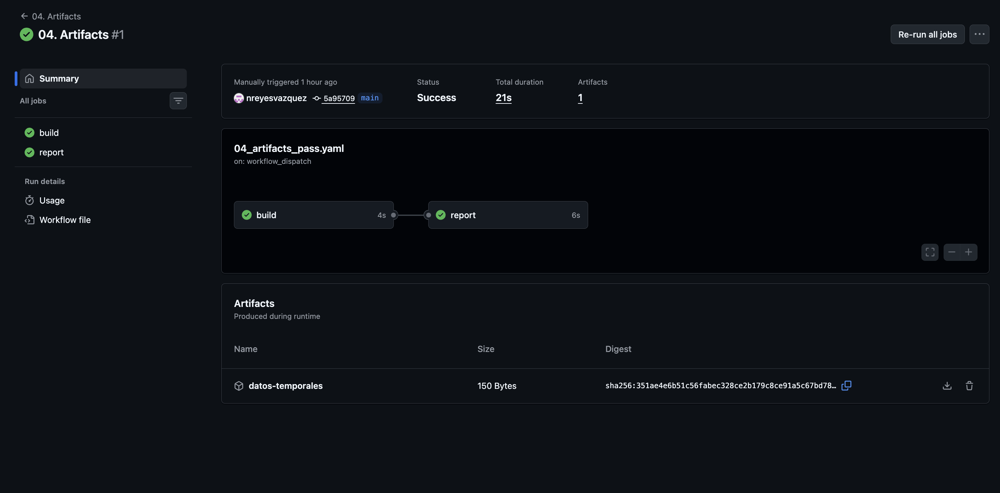 04. Artifacts
04. Artifacts #1
Re-run all jobs
Summary
All jobs
build
report
Run details
Usage
Workflow file
Manually triggered 1 hour ago
nreyesvazquez 5a95709 main
Status
Success
Total duration
21s
Artifacts
1
04_artifacts_pass.yaml
on: workflow_dispatch
build 4s
report 6s
Artifacts
Produced during runtime
Name Size Digest
datos-temporales 150 Bytes sha256:351ae4e6b51c56fabec328ce2b179c8ce91a5c67bd78…